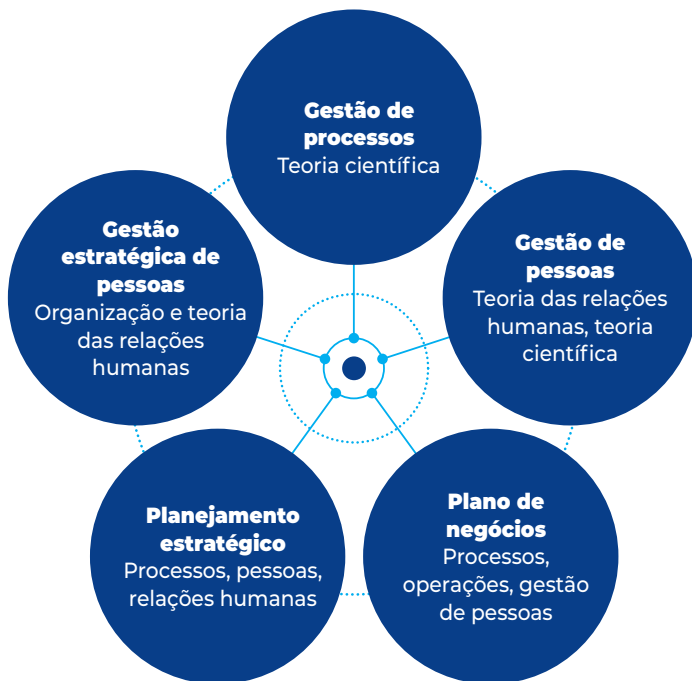 Gestão de
processos
Teoria científica
Gestão
estratégica de
pessoas
Organização e teoria
das relações
humanas
Gestão de
pessoas
Teoria das relações
humanas, teoria
científica
Planejamento
estratégico
Processos, pessoas,
relações humanas
Plano de
negócios
Processos,
operações, gestão
de pessoas